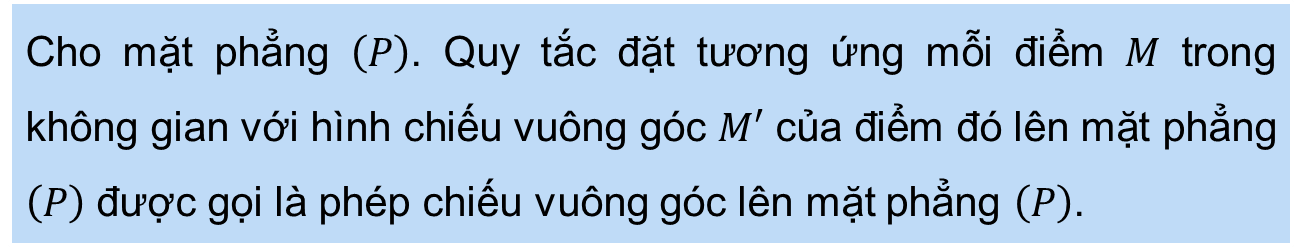 Cho mặt phẳng (P). Quy tắc đặt tương ứng mỗi điểm M trong
không gian với hình chiếu vuông góc M′ của điểm đó lên mặt phẳng
(P) được gọi là phép chiếu vuông góc lên mặt phẳng (P).